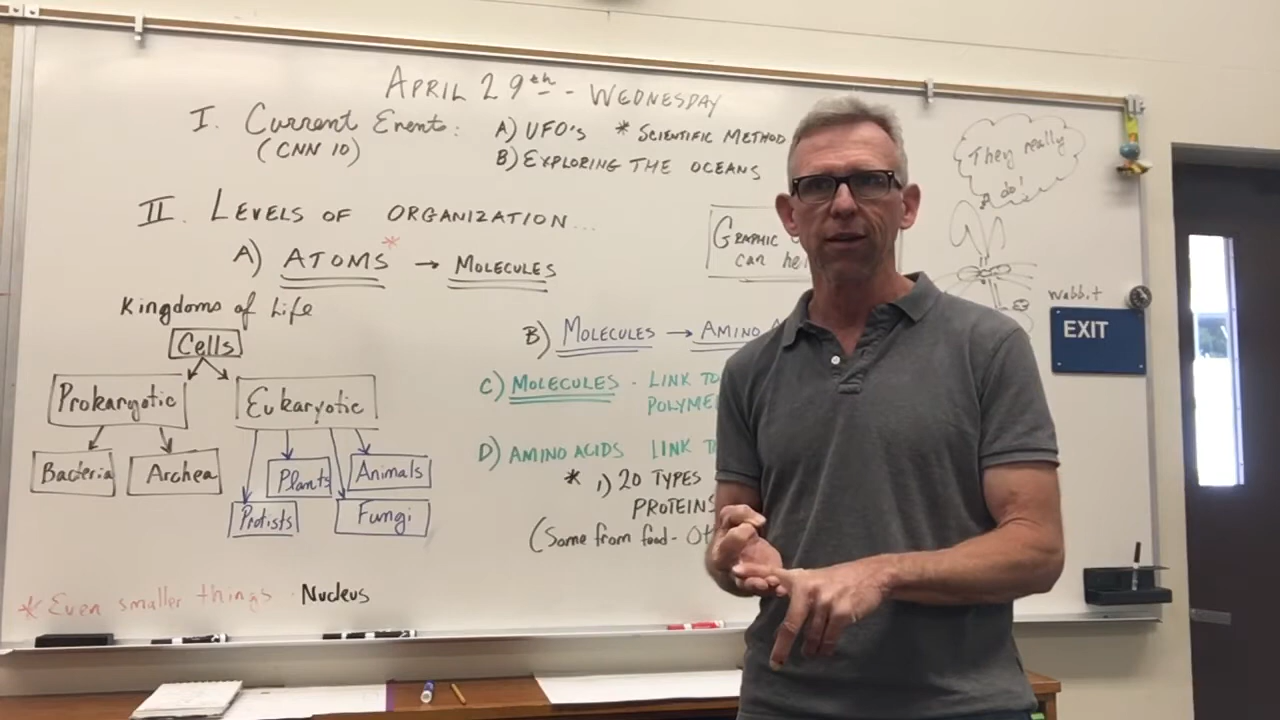 APRIL 29th - WEDNESDAY
I. Current Events: A) UFO's * SCIENTIFIC METHOD
(CNN 10)
B) EXPLORING THE OCEANS
They really
do!
II. LEVELS OF ORGANIZATION...
GRAPHIC
can
A) ATOMS* → MOLECULES
Wabbit
EXIT
Kingdoms of Life
Cells
B) MOLECULES → AMINO
Prokaryotic
Eukaryotic
C) MOLECULES - LINK TO
Bacteria
Archea
Plants
Animals
D) AMINO ACIDS LINK
Protists
Fungi
* 1) 20 TYPES
PROTEINS
(Some from food -
* Even smaller things · Nucleus